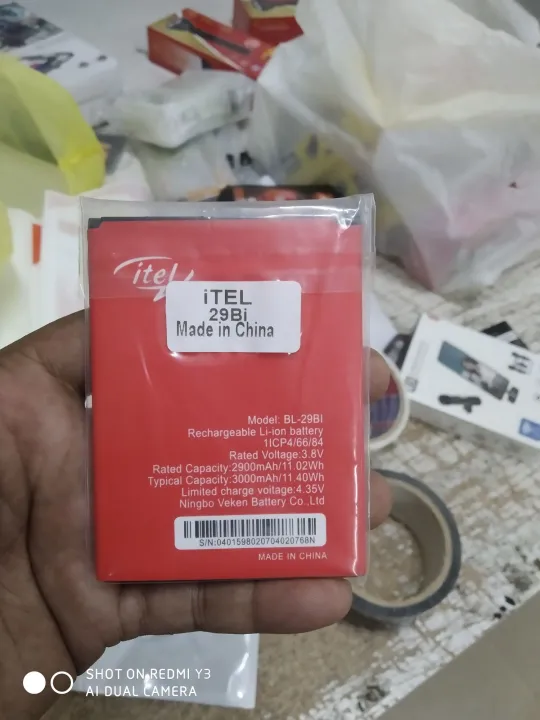 itel
iTEL
29Bi
Made in China
Model: BL-29BI
Rechargeable Li-ion battery
1ICP4/66/84
Rated Voltage:3.8V
Rated Capacity:2900mAh/11.02Wh
Typical Capacity:3000mAh/11.40Wh
Limited charge voltage:4.35V
Ningbo Veken Battery Co.,Ltd
S/N:0401598020704020768N
MADE IN CHINA
SHOT ON REDMI Y3
AI DUAL CAMERA